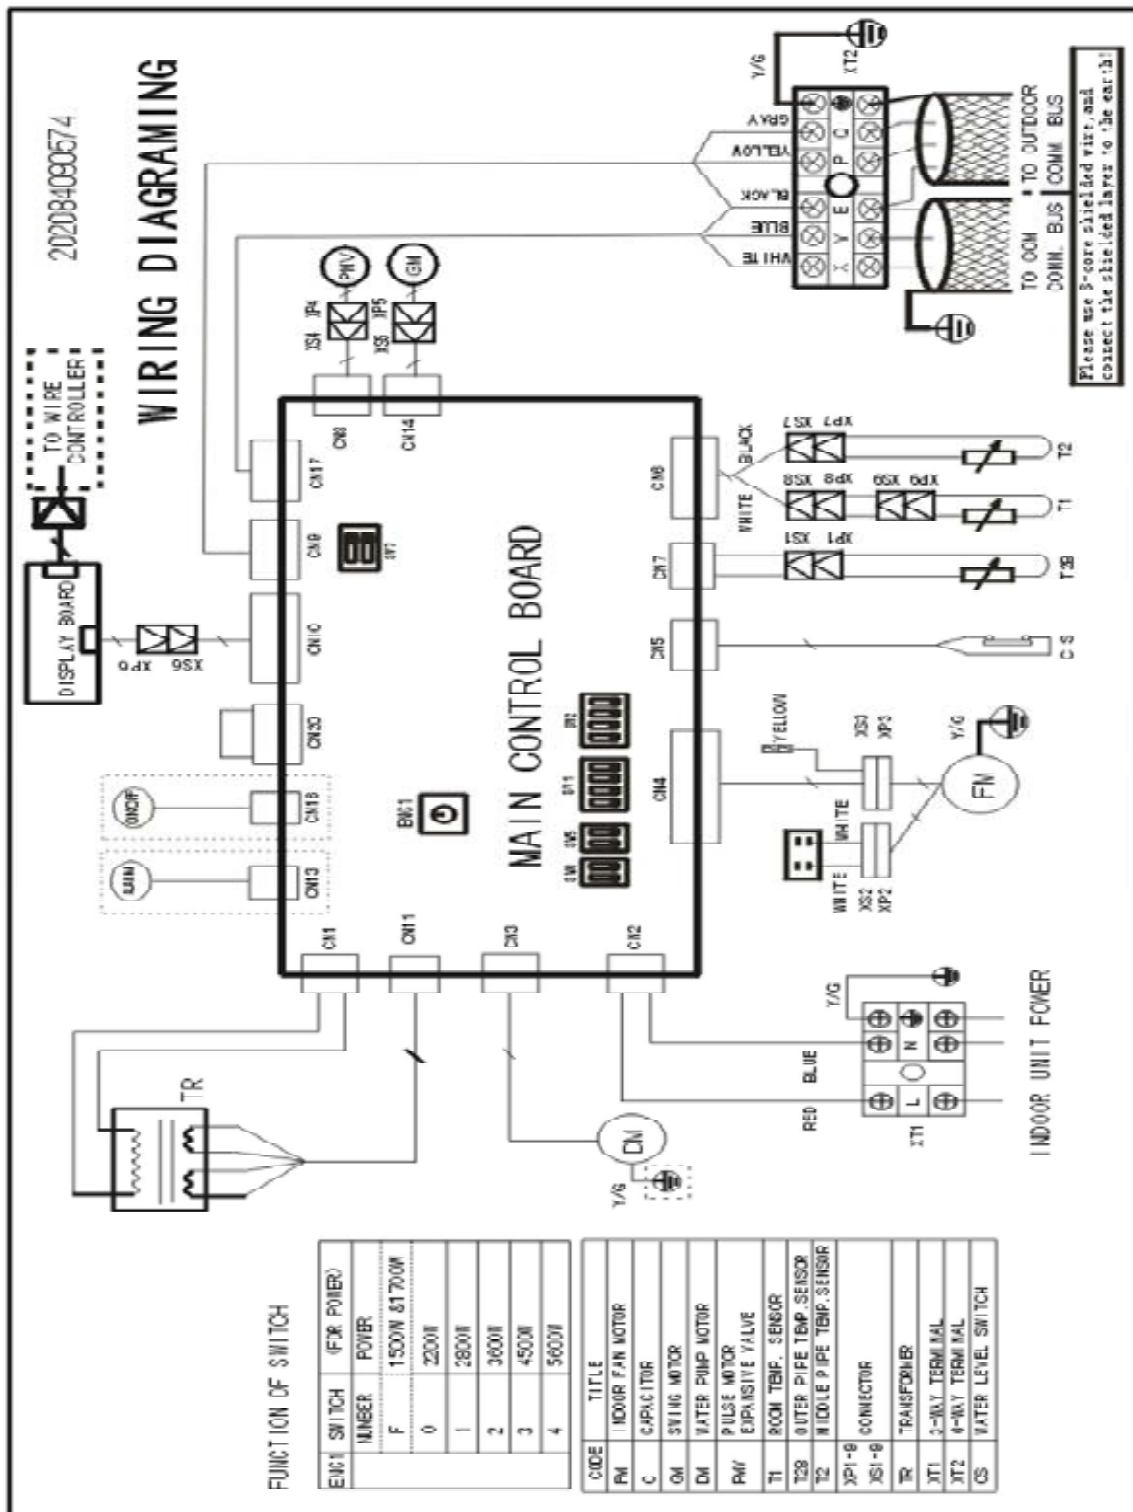 WIRING DIAGRAMING
202084090574
TO WIRE
CONTROLLER
DISPLAY BOARD
XP6
XS6
CN10
CN9
CN17
CN20
CN18
CN13
CN1
CN11
CN3
CN2
TR
MAIN CONTROL BOARD
ENC1
SW7
CN8
CN14
XS4
XP4
PMV
XS5
XP5
GM
Y/G
XT2
GRAY
YELLOW
BLACK
BLUE
WHITE
X Y E P C
TO CCM
COMM. BUS
TO OUTDOOR
COMM BUS
Please use 3-core shielded wire, and
connect the shielded layer to the earth!
CN6
BLACK
WHITE
XS7 XP7
XS8 XP8
XS9 XP9
T2
T1
CN7
XS1 XP1
T2B
CN5
CN4
YELLOW
XS3
XP3
WHITE
WHITE
XS2
XP2
Y/G
FM
Y/G
RED
BLUE
L
N
XT1
INDOOR UNIT POWER
Y/G
FUNCTION OF SWITCH
ENC1 SWITCH (FOR POWER)
NUMBER POWER
F 1500W &1700W
0 2200W
1 2800W
2 3600W
3 4500W
4 5600W
CODE TITLE
FM INDOOR FAN MOTOR
C CAPACITOR
GM SWING MOTOR
DM WATER PUMP MOTOR
PMV PULSE MOTOR
EXPANSIVE VALVE
T1 ROOM TEMP. SENSOR
T2B OUTER PIPE TEMP.SENSOR
T2 MIDDLE PIPE TEMP.SENSOR
XP1-9
XS1-9 CONNECTOR
TR TRANSFORMER
XT1 -WAY TERMINAL
XT2 -WAY TERMINAL
CS WATER LEVEL SWITCH